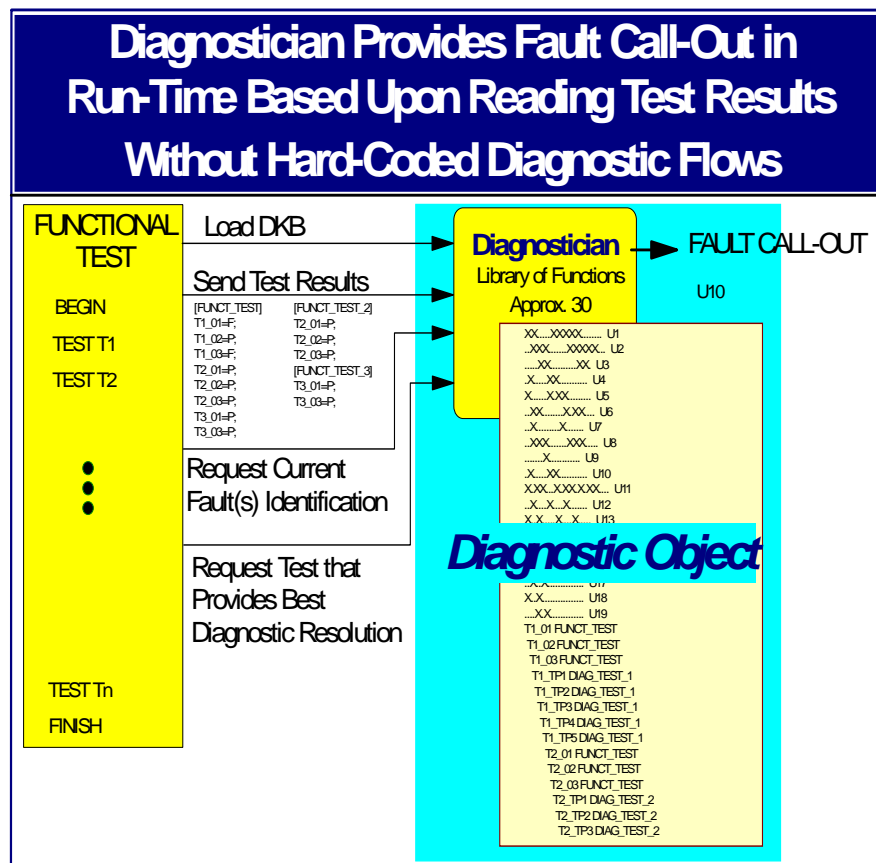 Diagnostician Provides Fault Call-Out in
Run-Time Based Upon Reading Test Results
Without Hard-Coded Diagnostic Flows
FUNCTIONAL
TEST
BEGIN
TEST T1
TEST T2
TEST Tn
FINISH
Load DKB
Send Test Results
[FUNCT_TEST]
T1_01=F;
T1_02=P;
T1_03=F;
T2_01=P;
T2_02=P;
T2_03=P;
T3_01=P;
T3_03=P;
[FUNCT_TEST_2]
T2_01=P;
T2_02=P;
T2_03=P;
[FUNCT_TEST_3]
T3_01=P;
T3_03=P;
Request Current
Fault(s) Identification
Request Test that
Provides Best
Diagnostic Resolution
Diagnostician
Library of Functions
Approx. 30
FAULT CALL-OUT
U10
XX.....XXXXX........ U1
..XXX.......XXXXX... U2
.....XX..........XX. U3
.X....XX........... U4
X......X.XX......... U5
..XX........X.XX.... U6
..X.........X...... U7
..XXX.......XXX..... U8
.......X............ U9
.X....XX........... U10
X.XX...X.XX.X.XX.... U11
..X....X....X....... U12
X.X....X....X..... U13
Diagnostic Object
..X..X.............. U17
X..X............... U18
....X.X............. U19
T1_01 FUNCT_TEST
T1_02 FUNCT_TEST
T1_03 FUNCT_TEST
T1_TP1 DIAG_TEST_1
T1_TP2 DIAG_TEST_1
T1_TP3 DIAG_TEST_1
T1_TP4 DIAG_TEST_1
T1_TP5 DIAG_TEST_1
T2_01 FUNCT_TEST
T2_02 FUNCT_TEST
T2_03 FUNCT_TEST
T2_TP1 DIAG_TEST_2
T2_TP2 DIAG_TEST_2
T2_TP3 DIAG_TEST_2